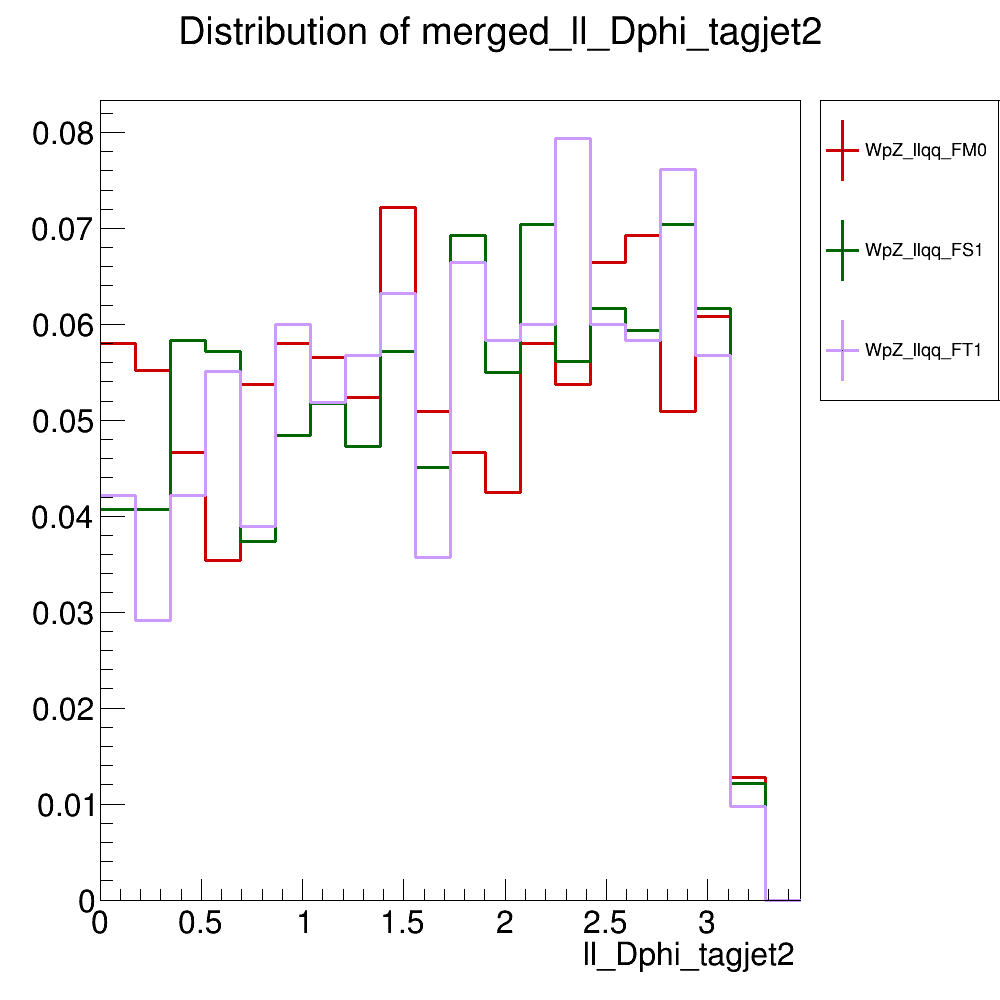 Distribution of merged_ll_Dphi_tagjet2
0.08
0.07
0.06
0.05
0.04
0.03
0.02
0.01
0
0 0.5 1 1.5 2 2.5 3
ll_Dphi_tagjet2
WpZ_llqq_FM0
WpZ_llqq_FS1
WpZ_llqq_FT1